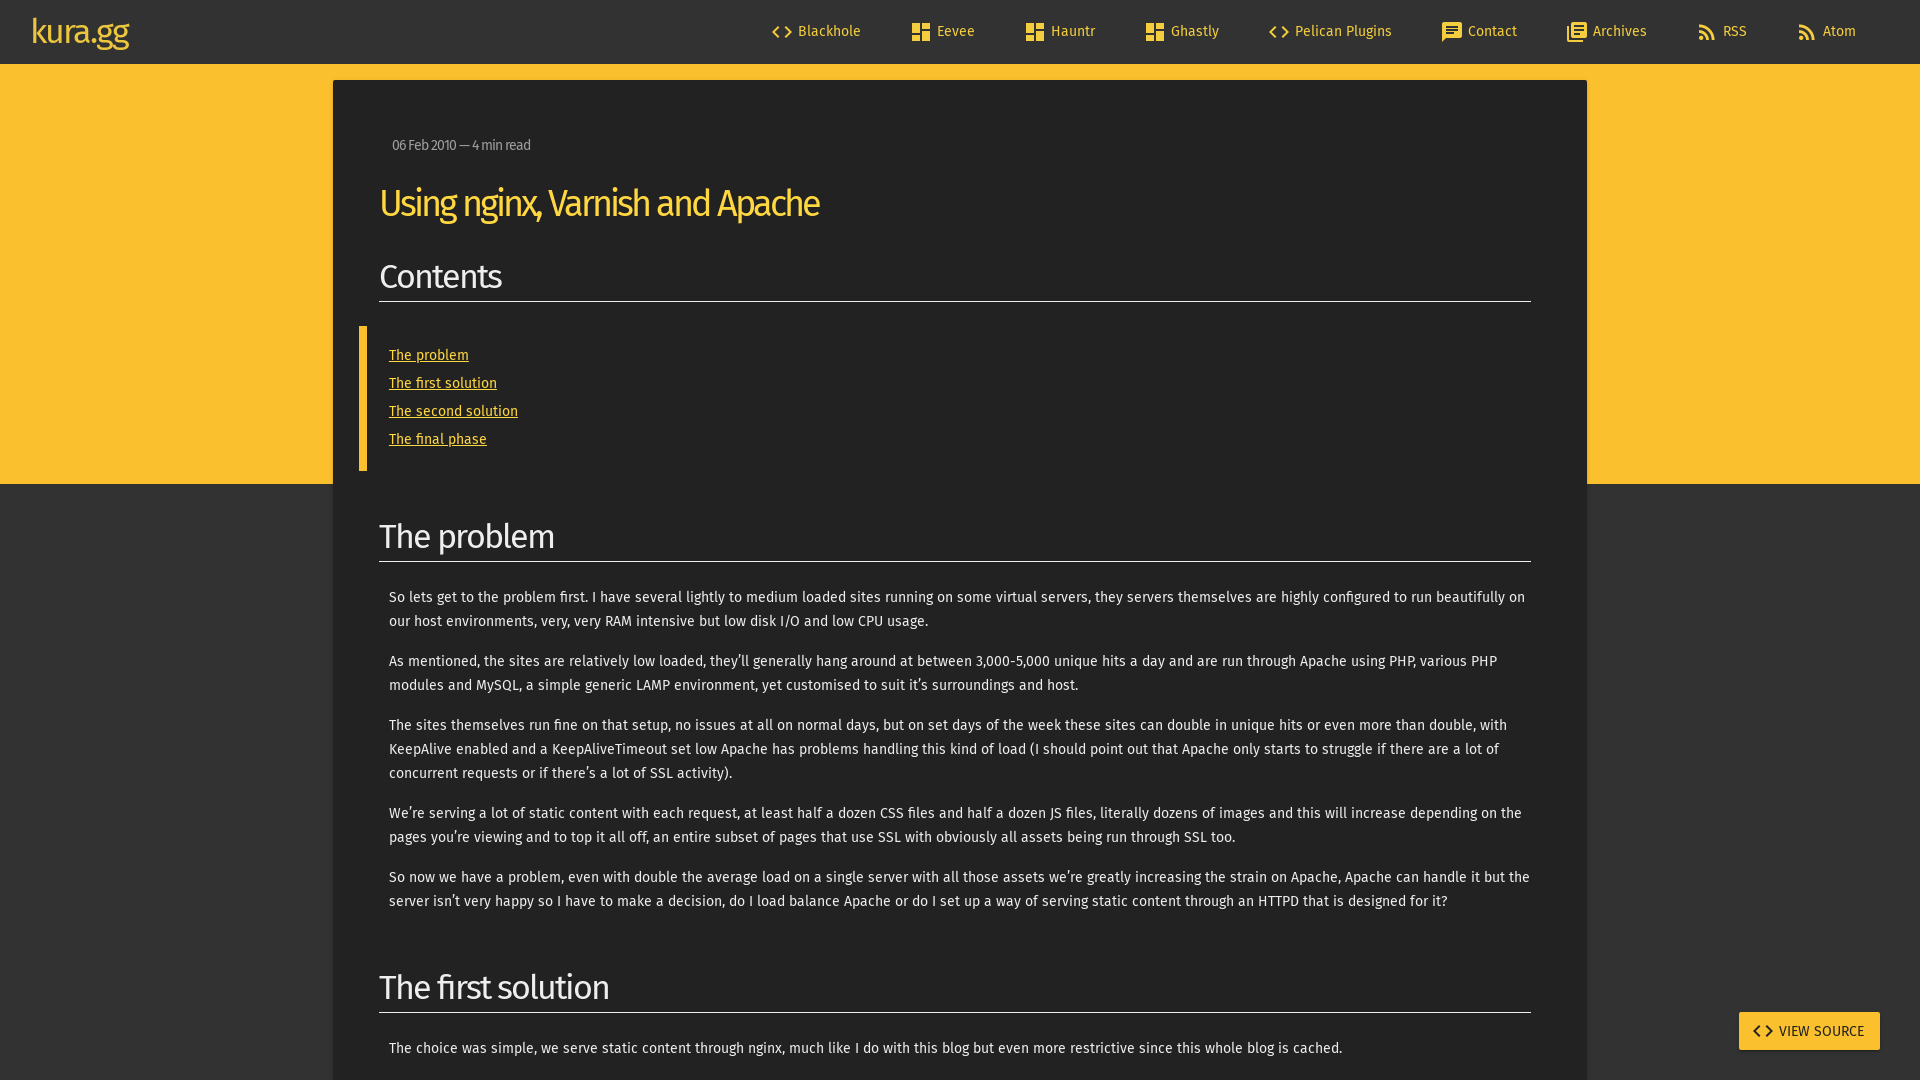 kura.gg
Blackhole
Eevee
Hauntr
Ghastly
Pelican Plugins
Contact
Archives
RSS
Atom
06 Feb 2010 — 4 min read
Using nginx, Varnish and Apache
Contents
The problem
The first solution
The second solution
The final phase
The problem
So lets get to the problem first. I have several lightly to medium loaded sites running on some virtual servers, they servers themselves are highly configured to run beautifully on
our host environments, very, very RAM intensive but low disk I/O and low CPU usage.
As mentioned, the sites are relatively low loaded, they’ll generally hang around at between 3,000-5,000 unique hits a day and are run through Apache using PHP, various PHP
modules and MySQL, a simple generic LAMP environment, yet customised to suit it’s surroundings and host.
The sites themselves run fine on that setup, no issues at all on normal days, but on set days of the week these sites can double in unique hits or even more than double, with
KeepAlive enabled and a KeepAliveTimeout set low Apache has problems handling this kind of load (I should point out that Apache only starts to struggle if there are a lot of
concurrent requests or if there’s a lot of SSL activity).
We’re serving a lot of static content with each request, at least half a dozen CSS files and half a dozen JS files, literally dozens of images and this will increase depending on the
pages you’re viewing and to top it all off, an entire subset of pages that use SSL with obviously all assets being run through SSL too.
So now we have a problem, even with double the average load on a single server with all those assets we’re greatly increasing the strain on Apache, Apache can handle it but the
server isn’t very happy so I have to make a decision, do I load balance Apache or do I set up a way of serving static content through an HTTPD that is designed for it?
The first solution
The choice was simple, we serve static content through nginx, much like I do with this blog but even more restrictive since this whole blog is cached.
VIEW SOURCE